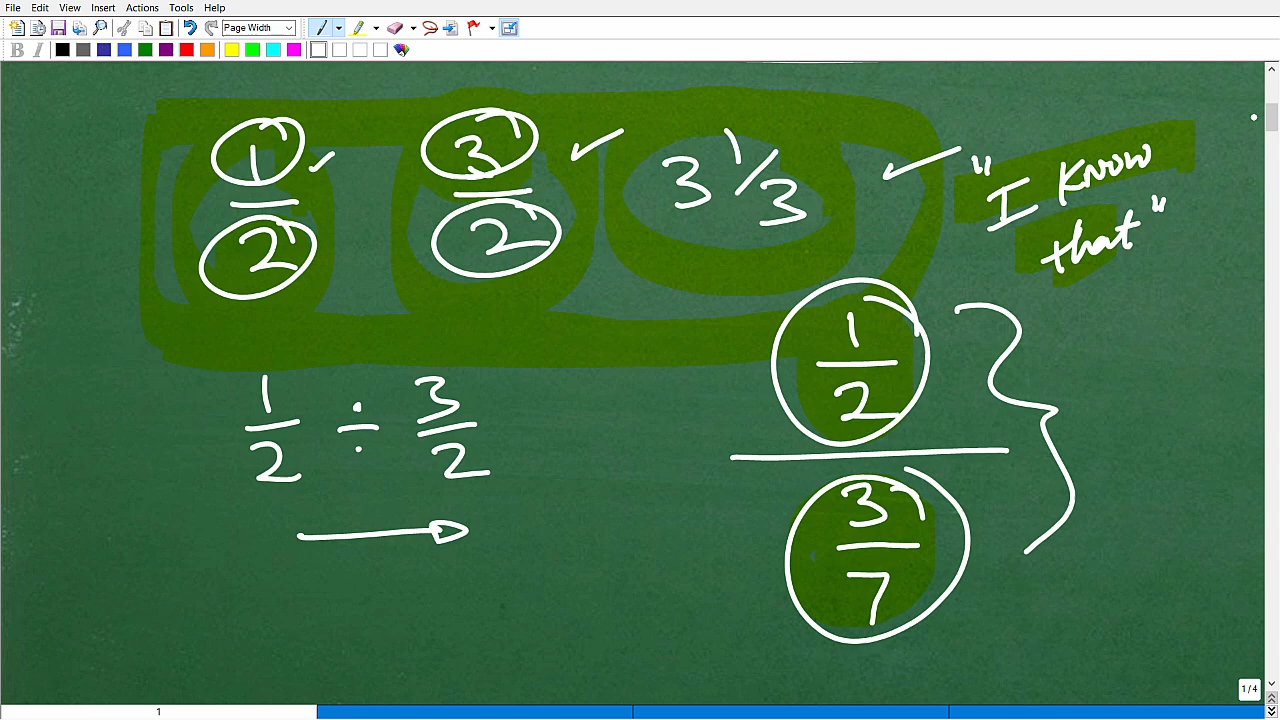 File Edit View Insert Actions Tools Help
Page Width
B I
1/2 3/2 3 1/3 "I know
that"
1/2 ÷ 3/2
1
2
3
7
1/4
1